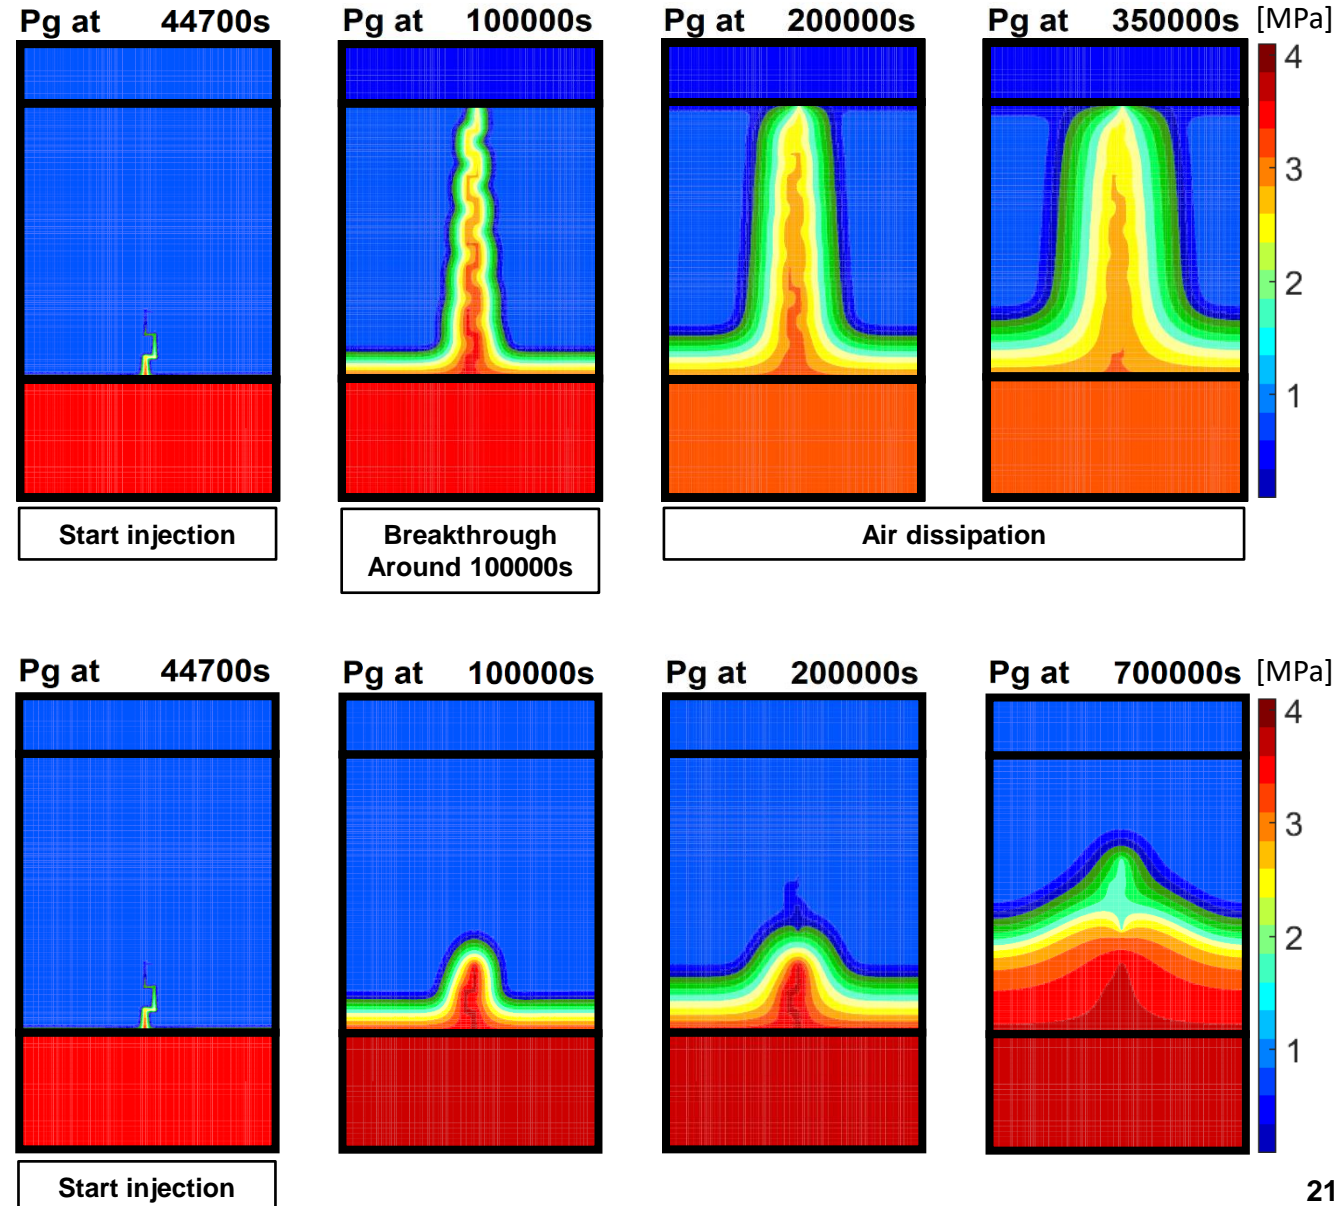 Pg at 44700s
Pg at 100000s
Pg at 200000s
Pg at 350000s
[MPa]
4
3
2
1
Start injection
Breakthrough
Around 100000s
Air dissipation
Pg at 44700s
Pg at 100000s
Pg at 200000s
Pg at 700000s
[MPa]
4
3
2
1
Start injection
21